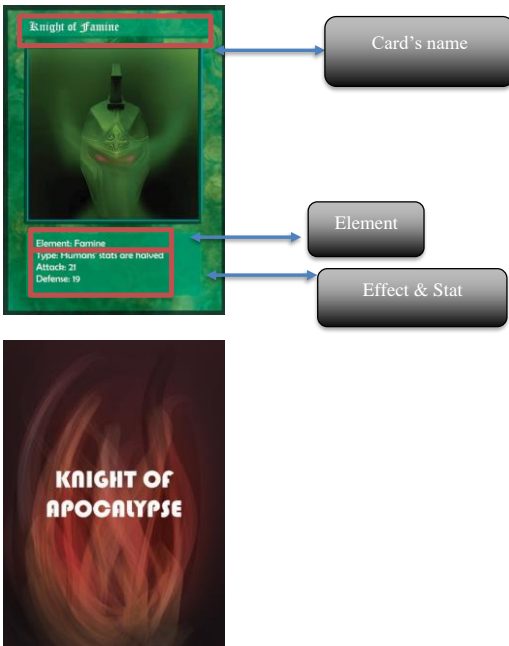 Knight of Famine
Card's name
Element: Famine
Element
Type: Humans' stats are halved
Attack: 21
Defense: 19
Effect & Stat
KNIGHT OF
APOCALYPSE